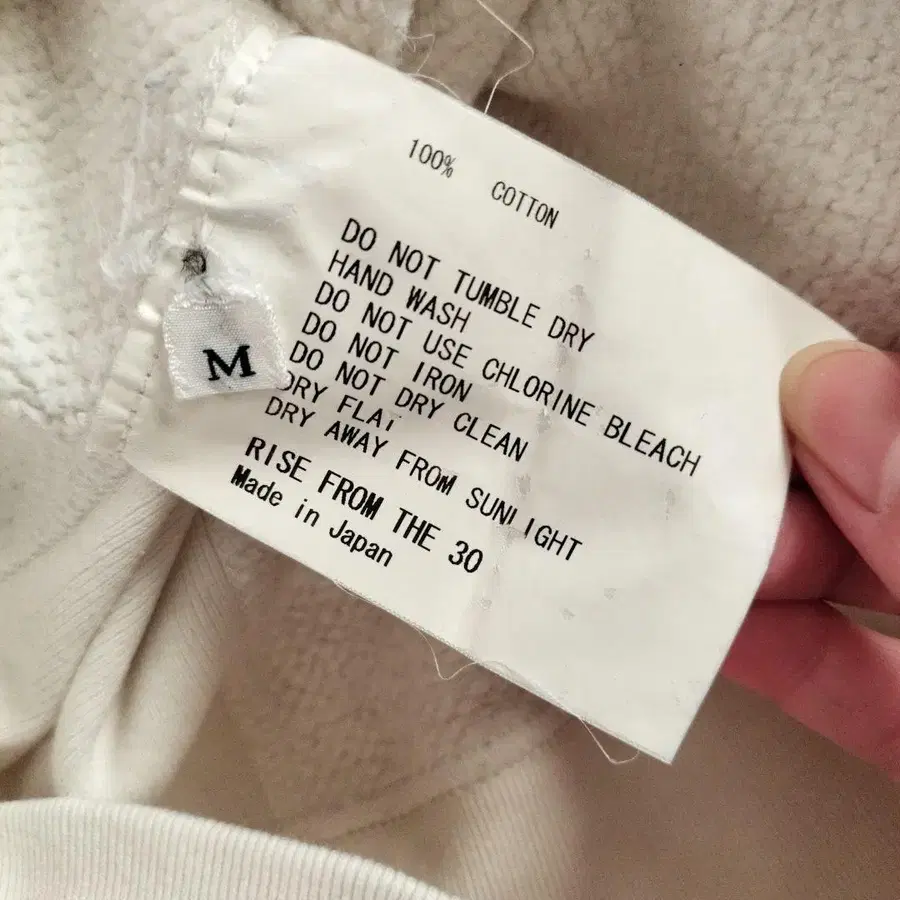 100% COTTON
DO NOT TUMBLE DRY
HAND WASH
DO NOT USE CHLORINE BLEACH
DO NOT IRON
DO NOT DRY CLEAN
DRY FLAT
DRY AWAY FROM SUNLIGHT
RISE FROM THE 30
Made in Japan
M